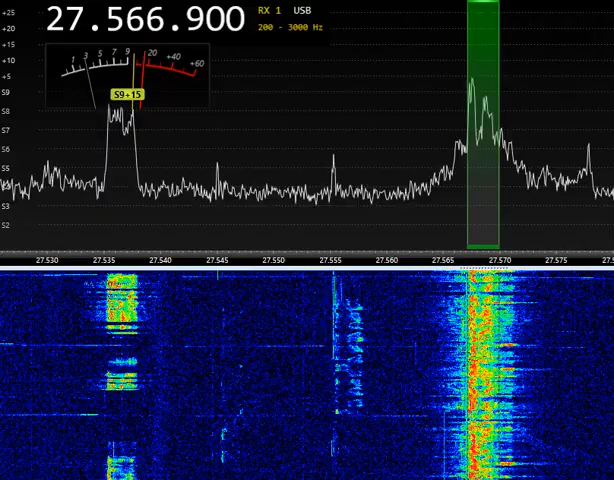 27.566.900 RX 1 USB
200 - 3000 Hz
+25
+20
+15
+10
+5
S9
S8
S7
S6
S5
S3
S2
1 3 5 7 9 +20 +40 +60
S9+15
27.530 27.535 27.540 27.545 27.550 27.555 27.560 27.565 27.570 27.575